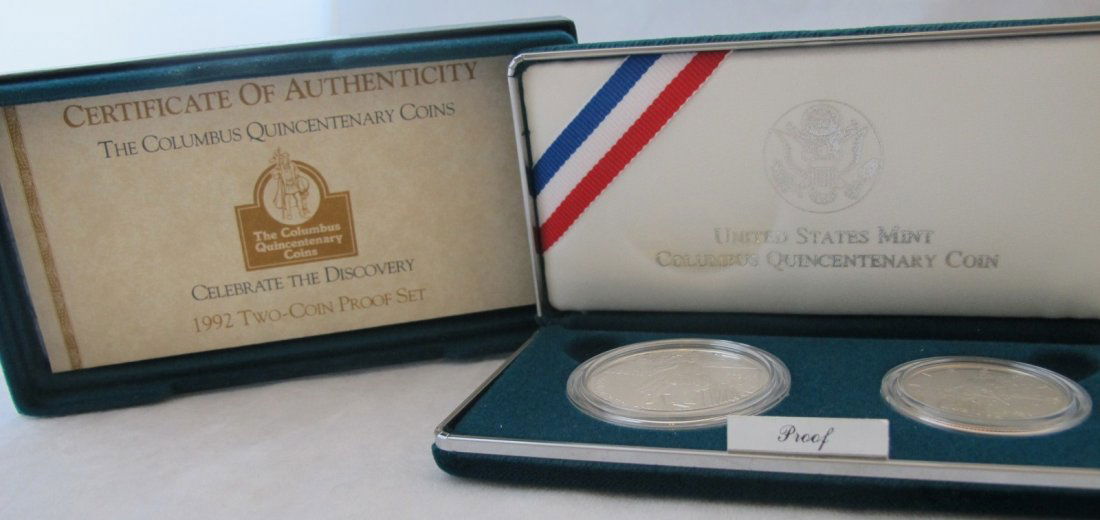 CERTIFICATE OF AUTHENTICITY
THE COLUMBUS QUINCENTENARY COINS
The Columbus
Quincentenary
Coins
CELEBRATE THE DISCOVERY
1992 TWO-COIN PROOF SET
UNITED STATES MINT
COLUMBUS QUINCENTENARY COIN
Proof